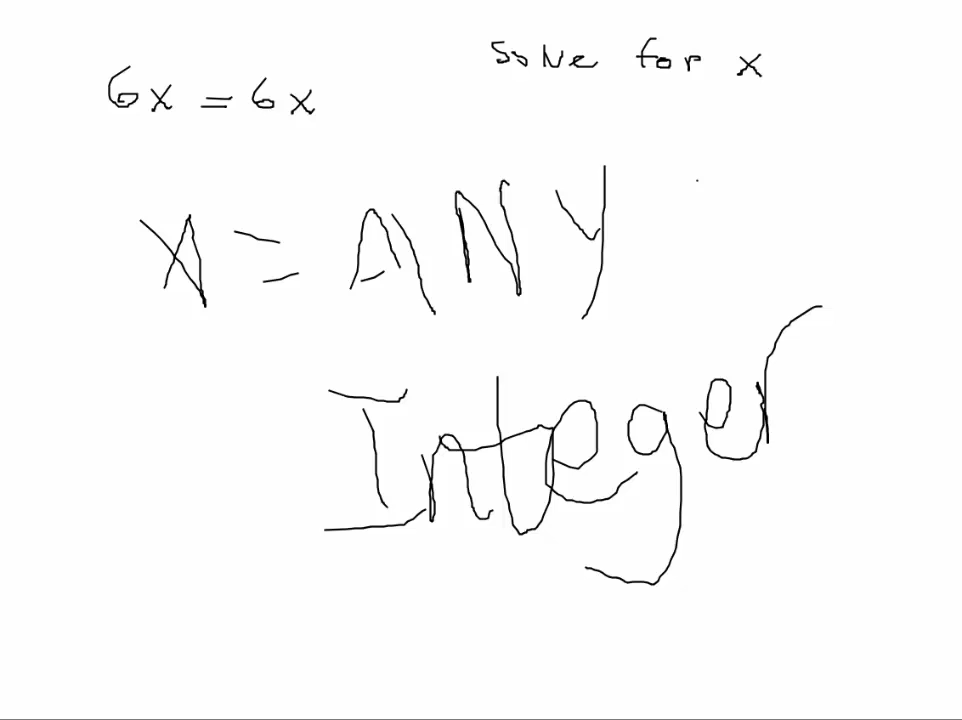 solve for x
6x = 6x
x = ANY
Integer